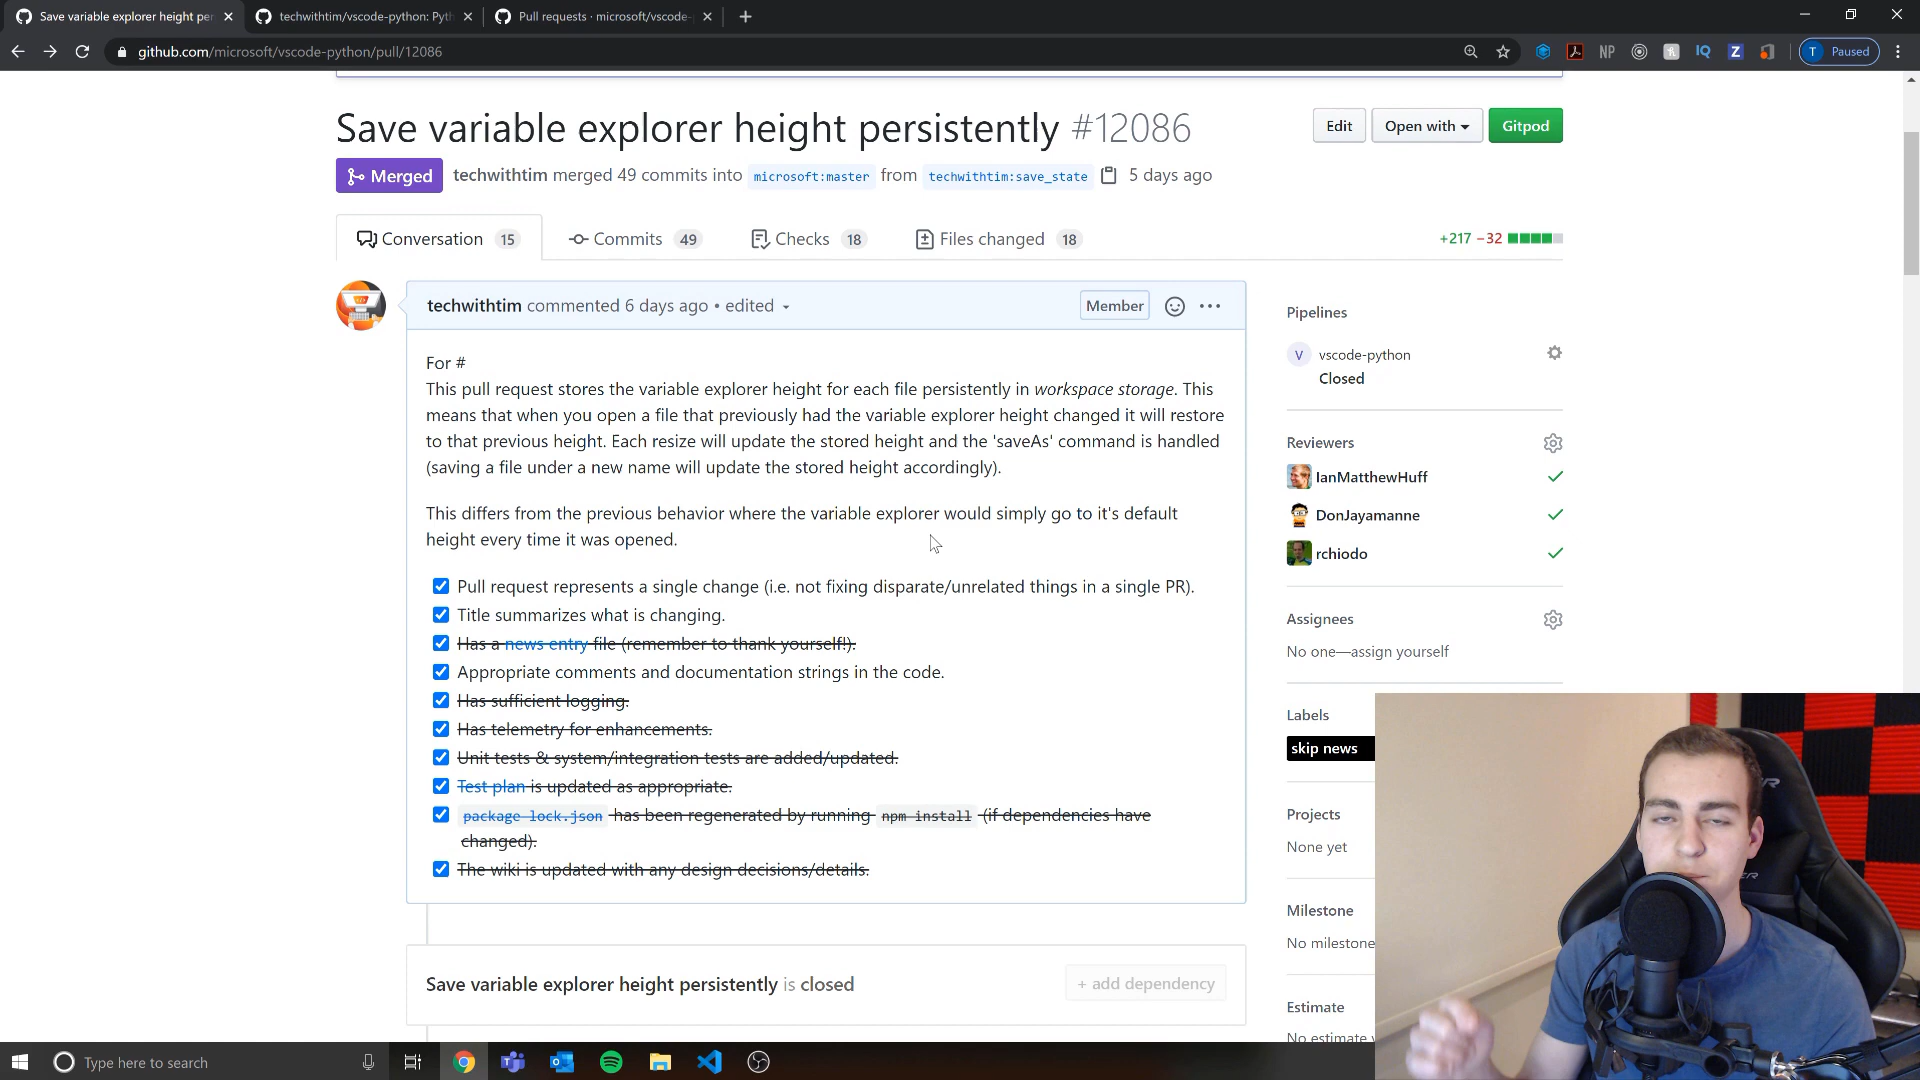 Save variable explorer height per
techwithtim/vscode-python: Pyth
Pull requests · microsoft/vscode-
github.com/microsoft/vscode-python/pull/12086
NP
IQ
Z
T Paused
Save variable explorer height persistently #12086
Edit
Open with
Gitpod
Merged
techwithtim merged 49 commits into microsoft:master from techwithtim:save_state 5 days ago
Conversation 15
Commits 49
Checks 18
Files changed 18
+217 −32
techwithtim commented 6 days ago • edited
Member
For #
This pull request stores the variable explorer height for each file persistently in workspace storage. This
means that when you open a file that previously had the variable explorer height changed it will restore
to that previous height. Each resize will update the stored height and the 'saveAs' command is handled
(saving a file under a new name will update the stored height accordingly).
This differs from the previous behavior where the variable explorer would simply go to it's default
height every time it was opened.
Pull request represents a single change (i.e. not fixing disparate/unrelated things in a single PR).
Title summarizes what is changing.
Has a news entry file (remember to thank yourself!).
Appropriate comments and documentation strings in the code.
Has sufficient logging.
Has telemetry for enhancements.
Unit tests & system/integration tests are added/updated.
Test plan is updated as appropriate.
package-lock.json has been regenerated by running npm install (if dependencies have
changed).
The wiki is updated with any design decisions/details.
Save variable explorer height persistently is closed
+ add dependency
Pipelines
V vscode-python
Closed
Reviewers
IanMatthewHuff
DonJayamanne
rchiodo
Assignees
No one—assign yourself
Labels
skip news
Projects
None yet
Milestone
No milestone
Estimate
No estimate
Type here to search